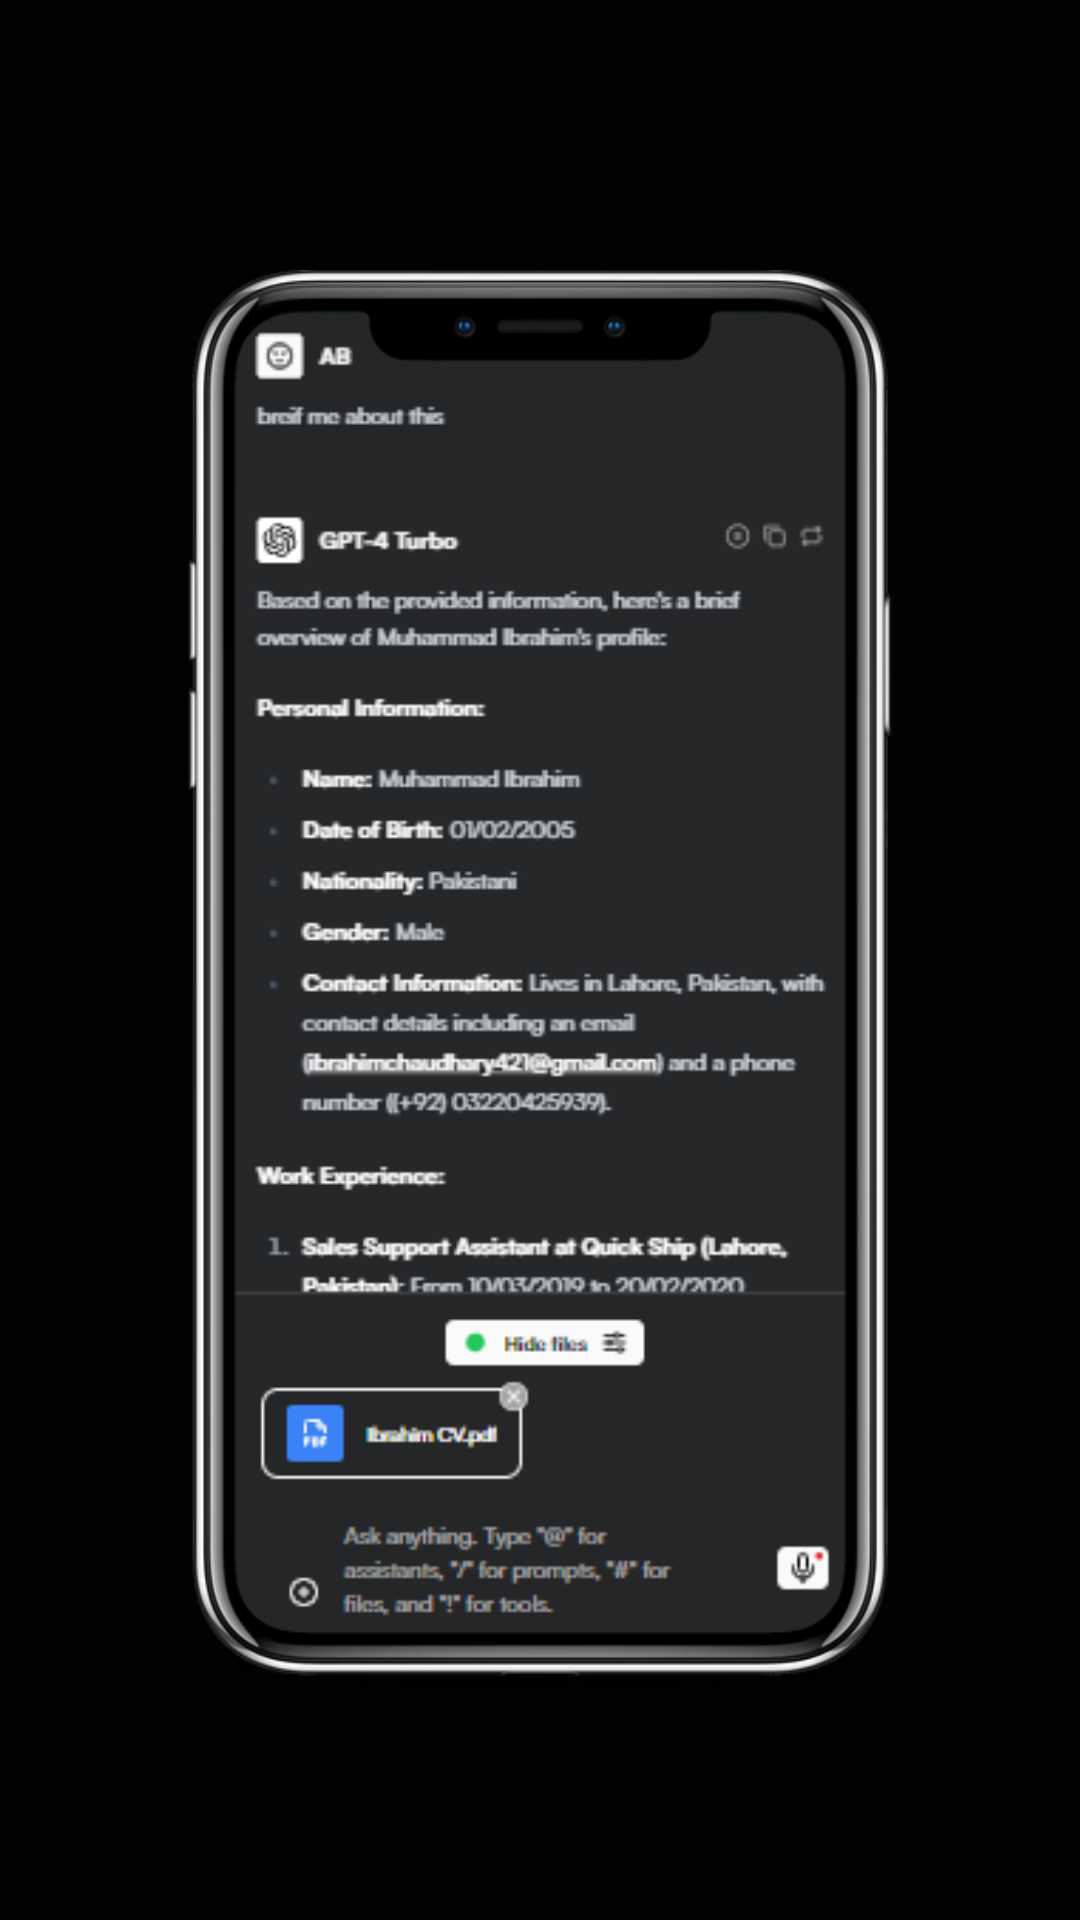 AB
breif me about this
GPT-4 Turbo
Based on the provided information, here's a brief
overview of Muhammad Ibrahim's profile:
Personal Information:
Name: Muhammad Ibrahim
Date of Birth: 01/02/2005
Nationality: Pakistani
Gender: Male
Contact Information: Lives in Lahore, Pakistan, with
contact details including an email
(ibrahimchaudhary421@gmail.com) and a phone
number ((+92) 03220425939).
Work Experience:
1. Sales Support Assistant at Quick Ship (Lahore,
Pakistan): From 10/03/2019 to 20/02/2020
Hide files
PDF
Ibrahim CV.pdf
Ask anything. Type "@" for
assistants, "/" for prompts, "#" for
files, and "!" for tools.